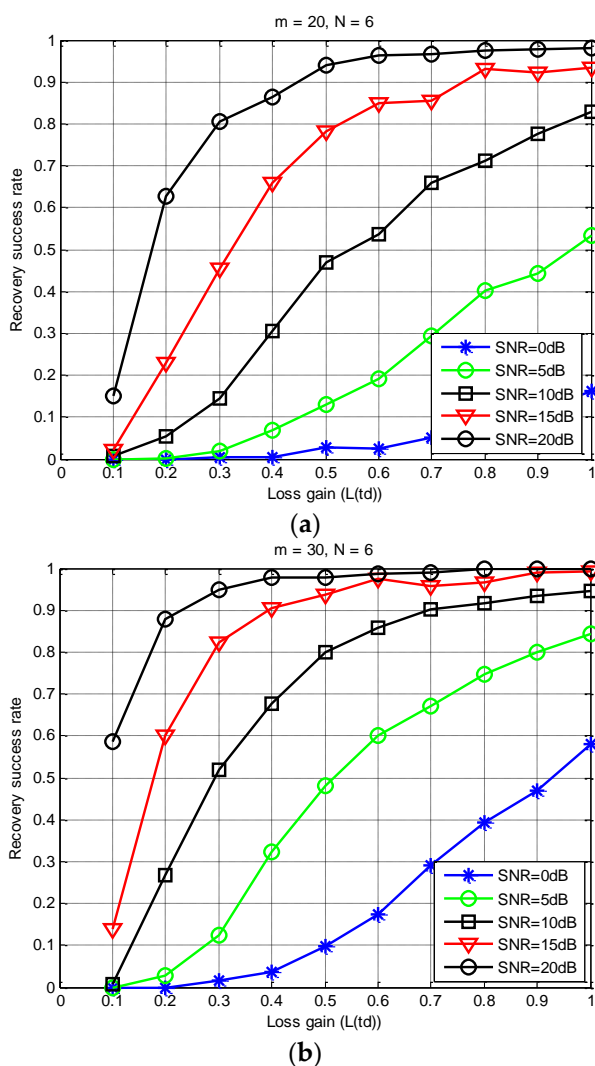 m = 20, N = 6
1
0.9
0.8
0.7
0.6
0.5
0.4
0.3
0.2
0.1
0
Recovery success rate
SNR=0dB
SNR=5dB
SNR=10dB
SNR=15dB
SNR=20dB
0 0.1 0.2 0.3 0.4 0.5 0.6 0.7 0.8 0.9 1
Loss gain (L(td))
(a)
m = 30, N = 6
1
0.9
0.8
0.7
0.6
0.5
0.4
0.3
0.2
0.1
0
Recovery success rate
SNR=0dB
SNR=5dB
SNR=10dB
SNR=15dB
SNR=20dB
0 0.1 0.2 0.3 0.4 0.5 0.6 0.7 0.8 0.9 1
Loss gain (L(td))
(b)